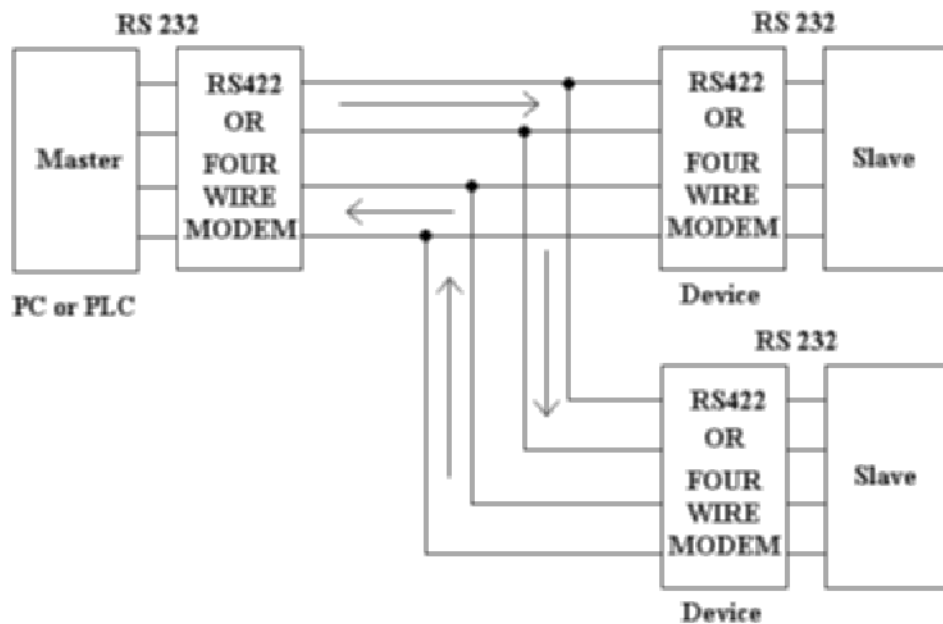 RS 232
RS 232
Master
RS422
OR
FOUR
WIRE
MODEM
RS422
OR
FOUR
WIRE
MODEM
Slave
PC or PLC
Device
RS 232
RS422
OR
FOUR
WIRE
MODEM
Slave
Device